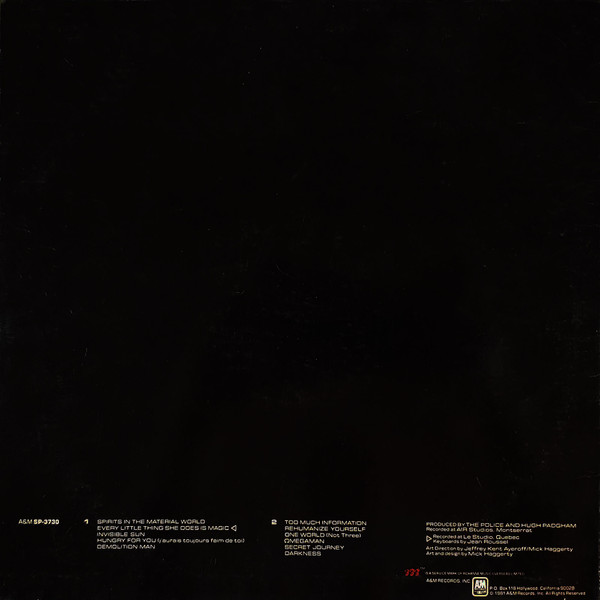 A&M SP-3730
1
SPIRITS IN THE MATERIAL WORLD
EVERY LITTLE THING SHE DOES IS MAGIC
INVISIBLE SUN
HUNGRY FOR YOU (J'aurais toujours faim de toi)
DEMOLITION MAN
2
TOO MUCH INFORMATION
REHUMANIZE YOURSELF
ONE WORLD (Not Three)
OMEGAMAN
SECRET JOURNEY
DARKNESS
PRODUCED BY THE POLICE AND HUGH PADGHAM
Recorded at AIR Studios, Montserrat
Recorded at Le Studio, Quebec
Keyboards by Jean Roussel
Art Direction by Jeffrey Kent Ayeroff/Mick Haggerty
Art and design by Mick Haggerty
m
A&M RECORDS, INC
A&M
P.O. Box 118 Hollywood, California 90028
© 1981 A&M Records, Inc. All Rights Reserved